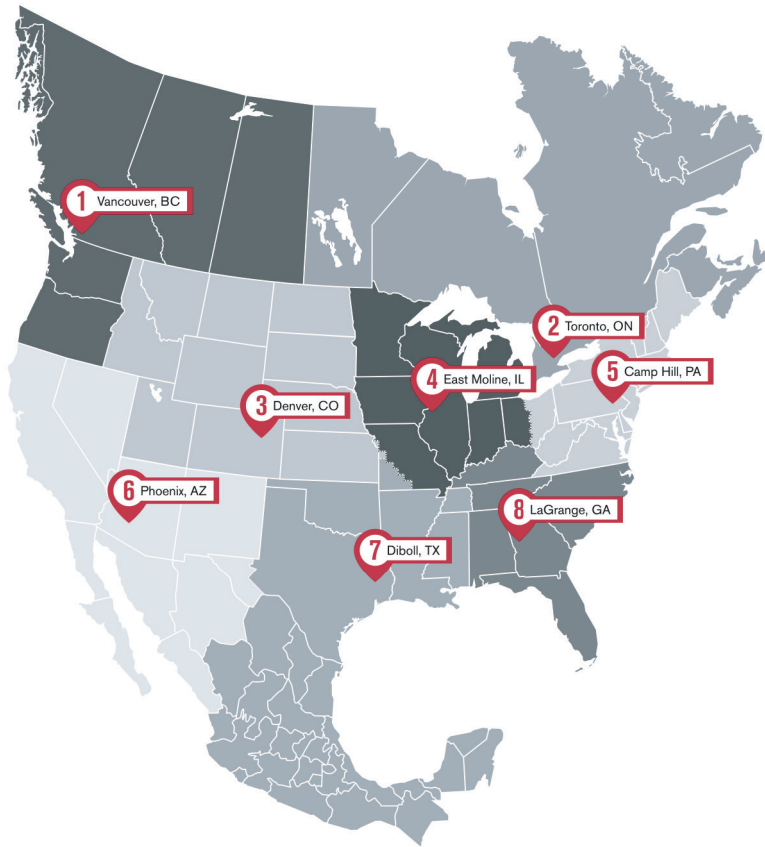 1 Vancouver, BC
2 Toronto, ON
5 Camp Hill, PA
4 East Moline, IL
3 Denver, CO
6 Phoenix, AZ
8 LaGrange, GA
7 Diboll, TX